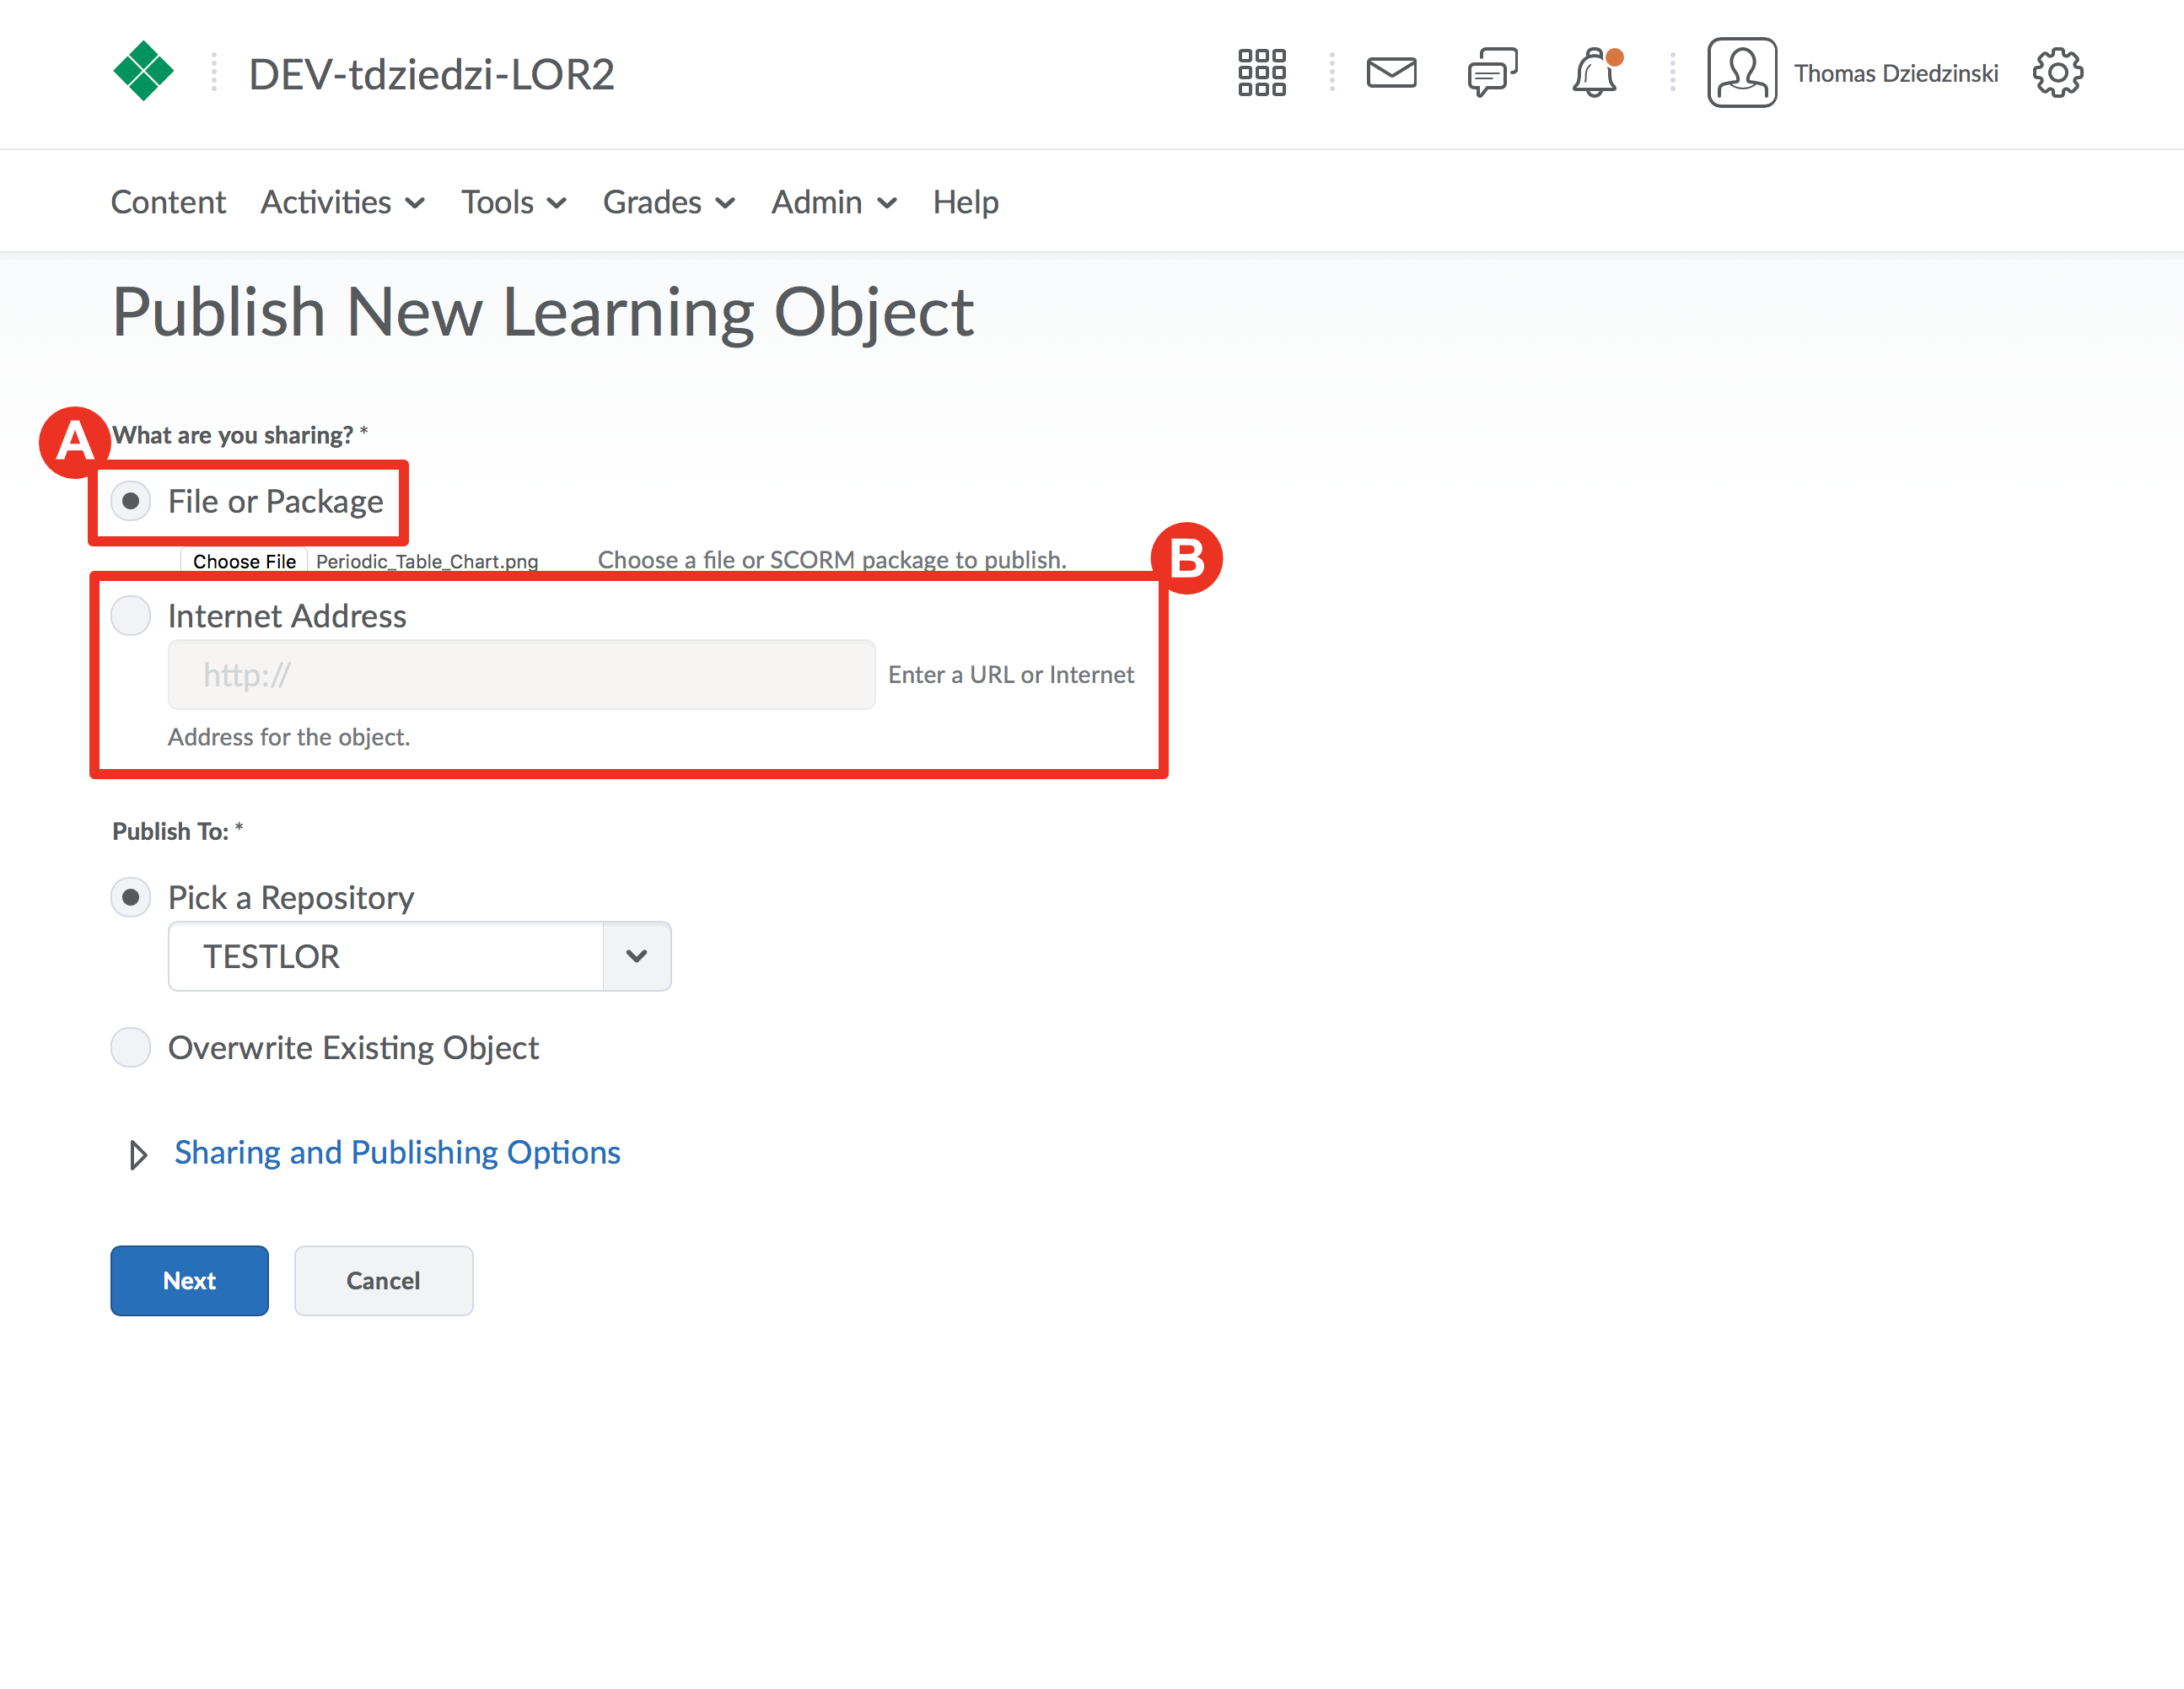 DEV-tdziedzi-LOR2
Thomas Dziedzinski
Content Activities Tools Grades Admin Help
Publish New Learning Object
A
What are you sharing? *
File or Package
Choose File Periodic_Table_Chart.png Choose a file or SCORM package to publish.
B
Internet Address
http:// Enter a URL or Internet
Address for the object.
Publish To: *
Pick a Repository
TESTLOR
Overwrite Existing Object
Sharing and Publishing Options
Next Cancel